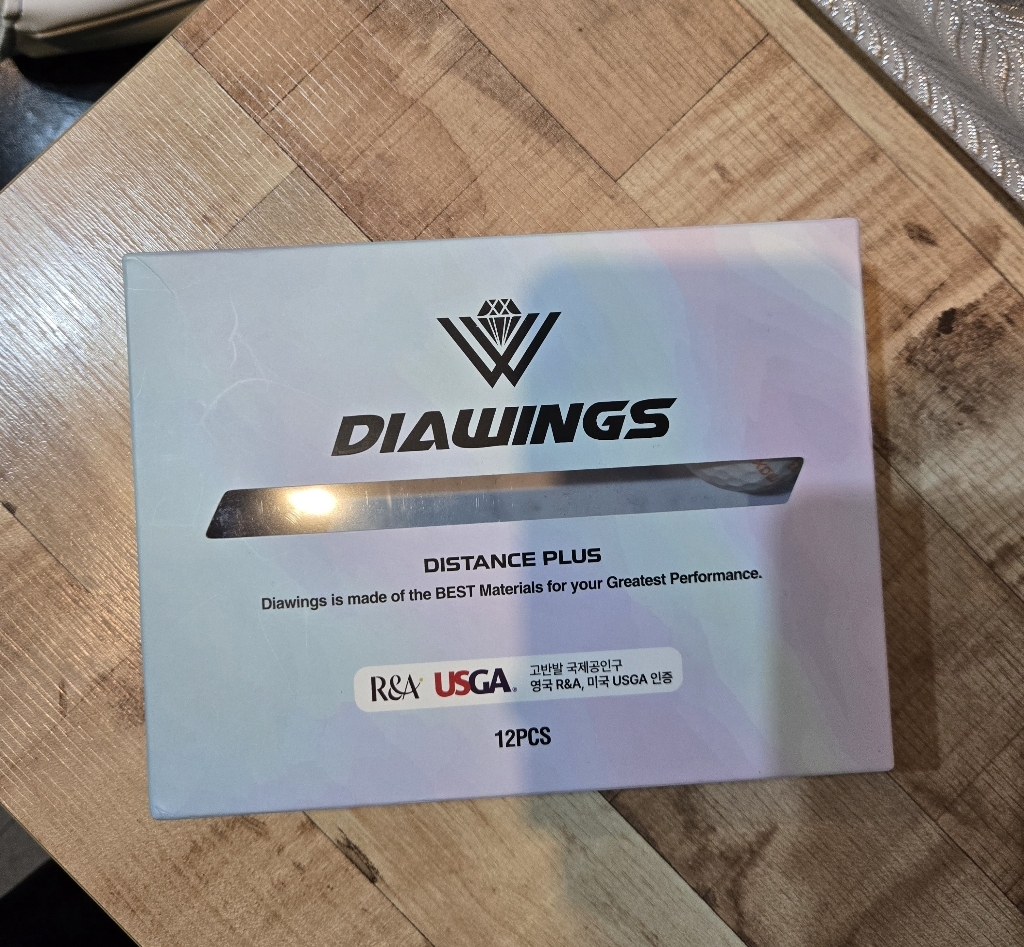 DIAWINGS
DISTANCE PLUS
Diawings is made of the BEST Materials for your Greatest Performance.
R&A USGA® 고반발 국제공인구
영국 R&A, 미국 USGA 인증
12PCS